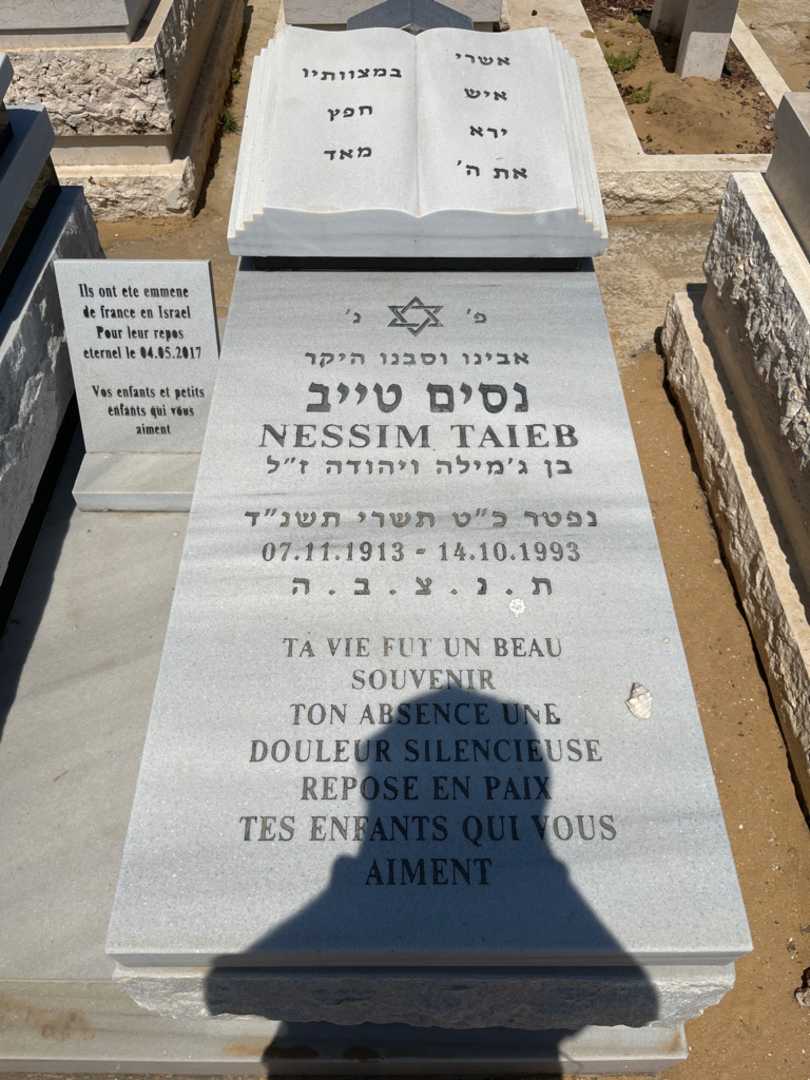 אשרי
איש
ירא
את ה׳
במצוותיו
חפץ
מאד
Ils ont ete emmene
de france en Israel
Pour leur repos
eternel le 04.05.2017
Vos enfants et petits
enfants qui vous
aiment
פ׳ נ׳
אבינו וסבנו היקר
נסים טייב
NESSIM TAIEB
בן ג׳מילה ויהודה ז״ל
נפטר כ״ט תשרי תשנ״ד
07.11.1913 - 14.10.1993
ת . נ . צ . ב . ה
TA VIE FUT UN BEAU
SOUVENIR
TON ABSENCE UNE
DOULEUR SILENCIEUSE
REPOSE EN PAIX
TES ENFANTS QUI VOUS
AIMENT